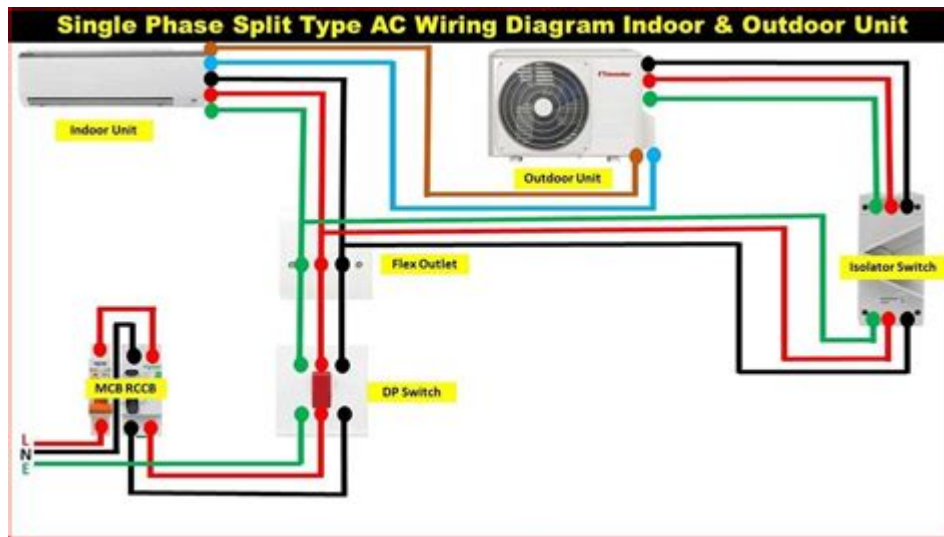 Single Phase Split Type AC Wiring Diagram Indoor & Outdoor Unit
Indoor Unit
Outdoor Unit
Flex Outlet
Isolator Switch
MCB RCCB
DP Switch
L
N
E